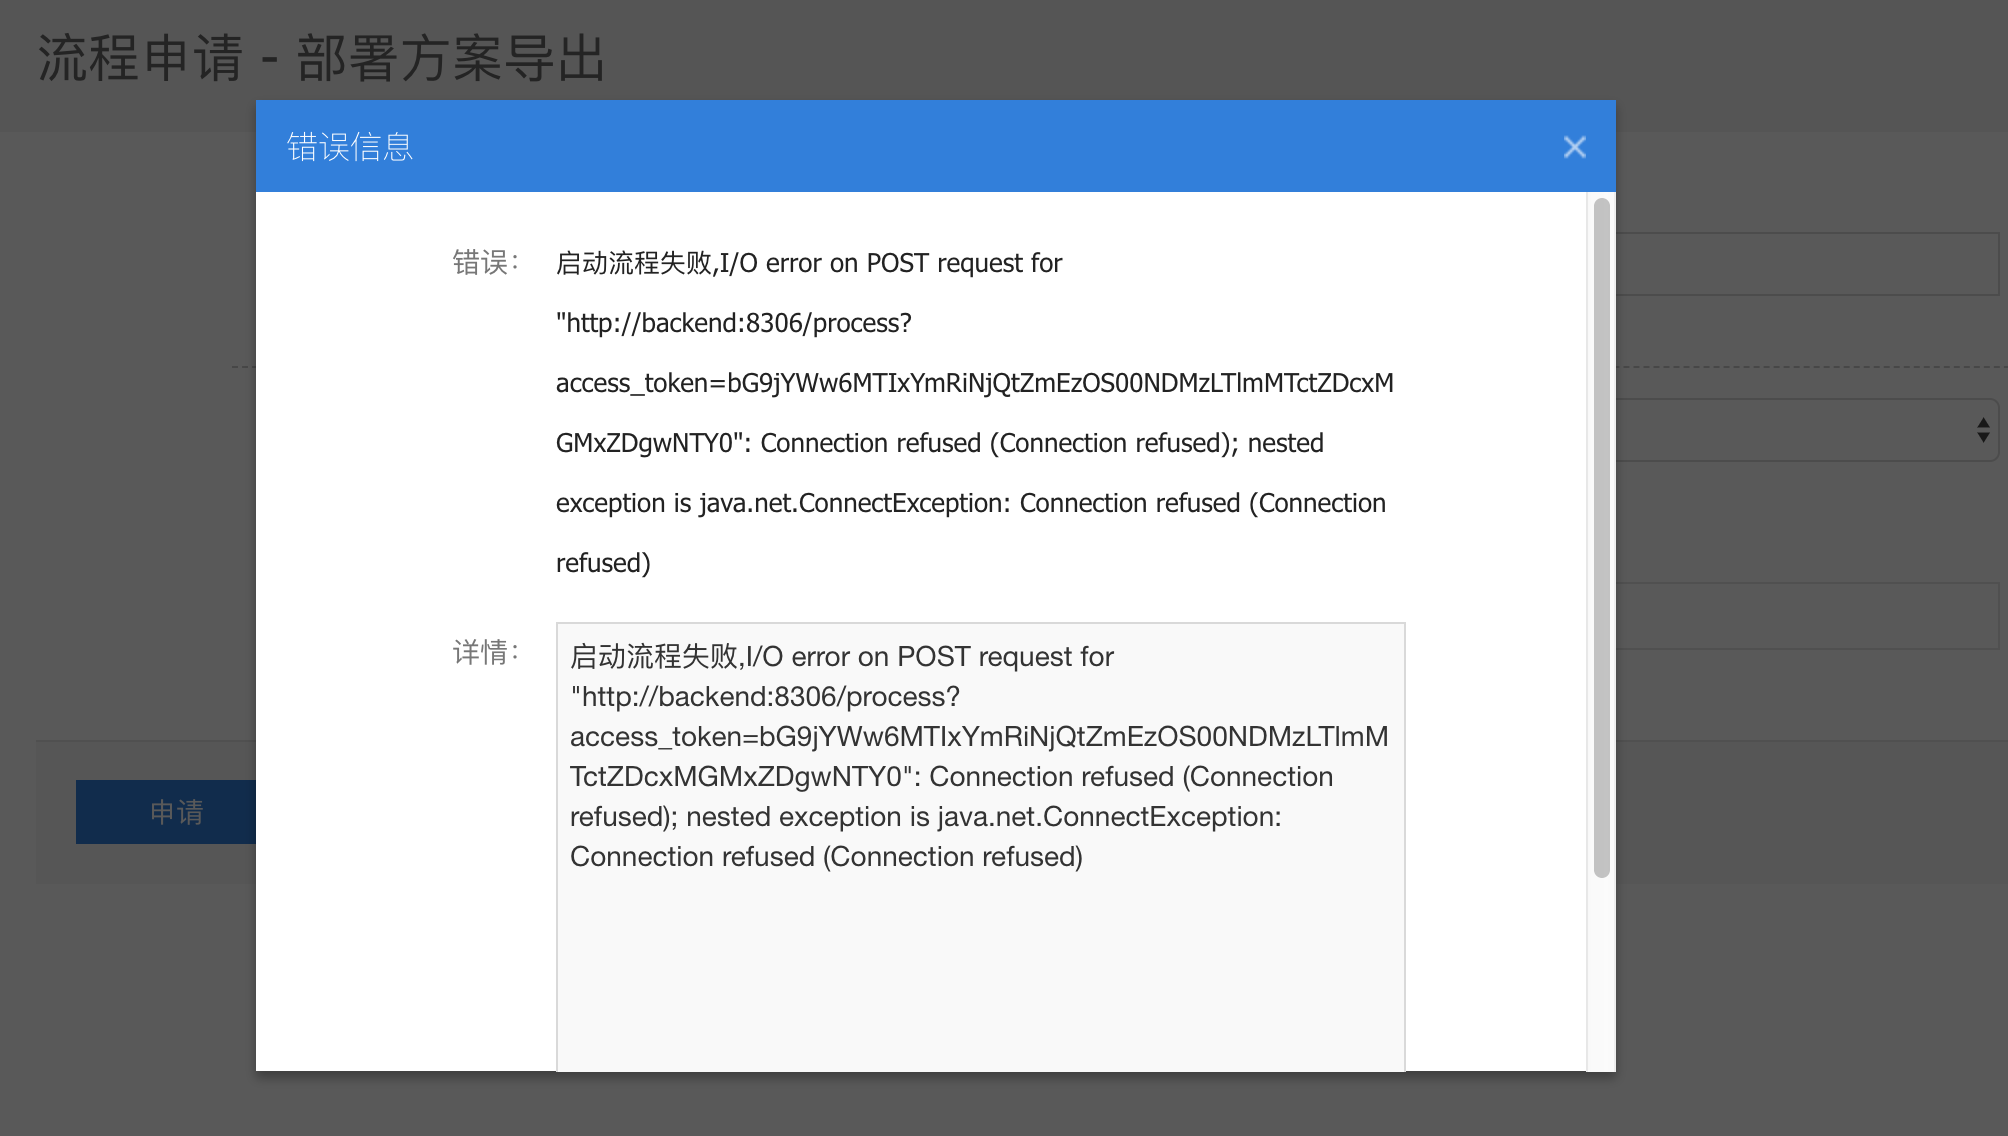 流程申请 - 部署方案导出
错误信息
错误：
启动流程失败,I/O error on POST request for
"http://backend:8306/process?
access_token=bG9jYWw6MTIxYmRiNjQtZmEzOS00NDMzLTlmMTctZDcxM
GMxZDgwNTY0": Connection refused (Connection refused); nested
exception is java.net.ConnectException: Connection refused (Connection
refused)
详情：
启动流程失败,I/O error on POST request for
"http://backend:8306/process?
access_token=bG9jYWw6MTIxYmRiNjQtZmEzOS00NDMzLTlmM
TctZDcxMGMxZDgwNTY0": Connection refused (Connection
refused); nested exception is java.net.ConnectException:
Connection refused (Connection refused)
申请